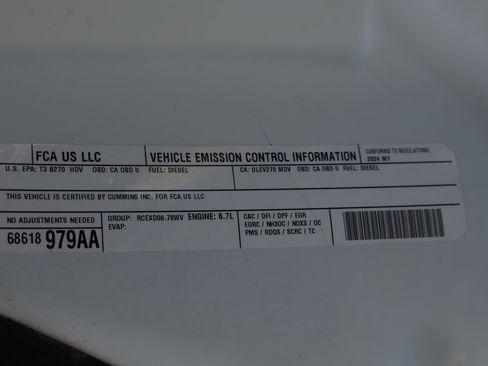 FCA US LLC
VEHICLE EMISSION CONTROL INFORMATION
CONFORMS TO REGULATIONS:
2024 MY
U.S. EPA: T3 B270 HDV OBD: CA OBD II FUEL: DIESEL
CA: ULEV270 MDV OBD: CA OBD II FUEL: DIESEL
THIS VEHICLE IS CERTIFIED BY CUMMINS INC. FOR FCA US LLC
NO ADJUSTMENTS NEEDED
68618 979AA
GROUP: RCEXD06.78WV ENGINE: 6.7L
EVAP:
CAC / DFI / DPF / EGR
EGRC / NH3OC / NOXS / OC
PMS / RDQS / SCRC / TC